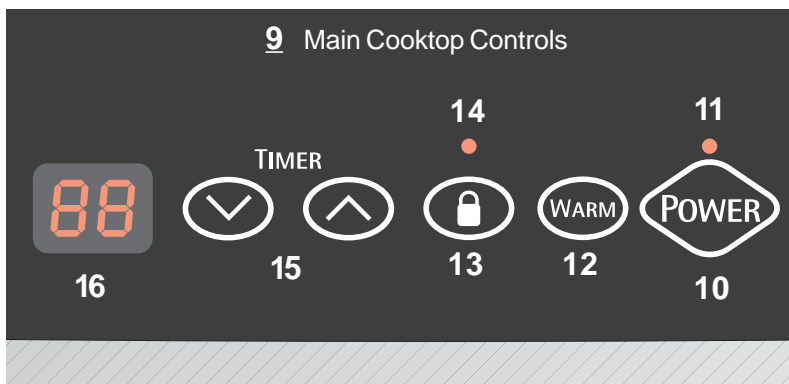 9 Main Cooktop Controls
14 11
TIMER
88 WARM POWER
15 13 12
16 10